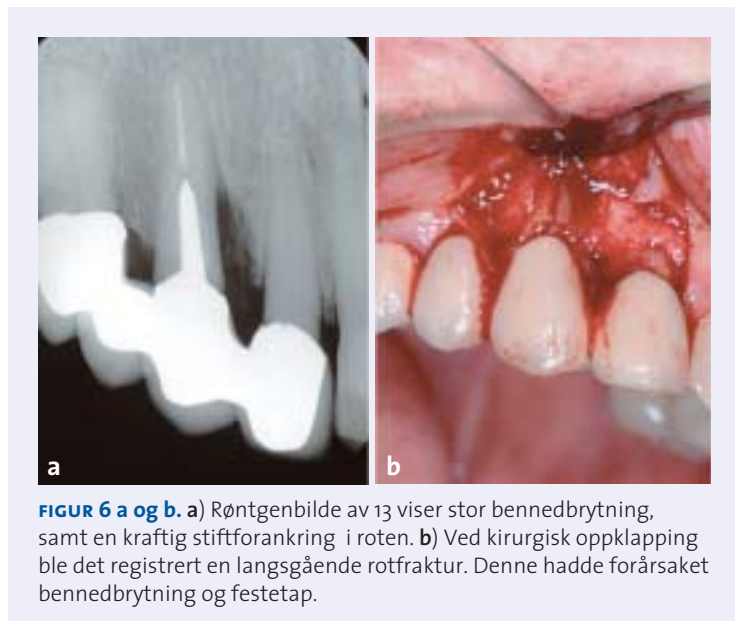 a
b
FIGUR 6 a og b. a) Røntgenbilde av 13 viser stor bennedbrytning,
samt en kraftig stiftforankring i roten. b) Ved kirurgisk oppklapping
ble det registrert en langsgående rotfraktur. Denne hadde forårsaket
bennedbrytning og festetap.